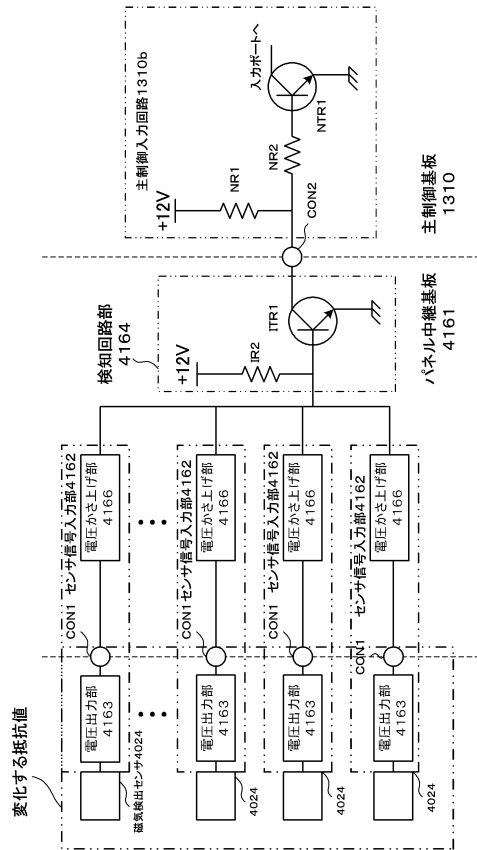 変化する抵抗値
磁気検出センサ4024
電圧出力部
4163
CON1
センサ信号入力部4162
電圧かさ上げ部
4166
4024
電圧出力部
4163
CON1
センサ信号入力部4162
電圧かさ上げ部
4166
4024
電圧出力部
4163
CON1
センサ信号入力部4162
電圧かさ上げ部
4166
4024
電圧出力部
4163
CON1
センサ信号入力部4162
電圧かさ上げ部
4166
検知回路部
4164
+12V
IR2
ITR1
パネル中継基板
4161
CON2
主制御入力回路1310b
+12V
NR1
NR2
NTR1
入力ポートへ
主制御基板
1310